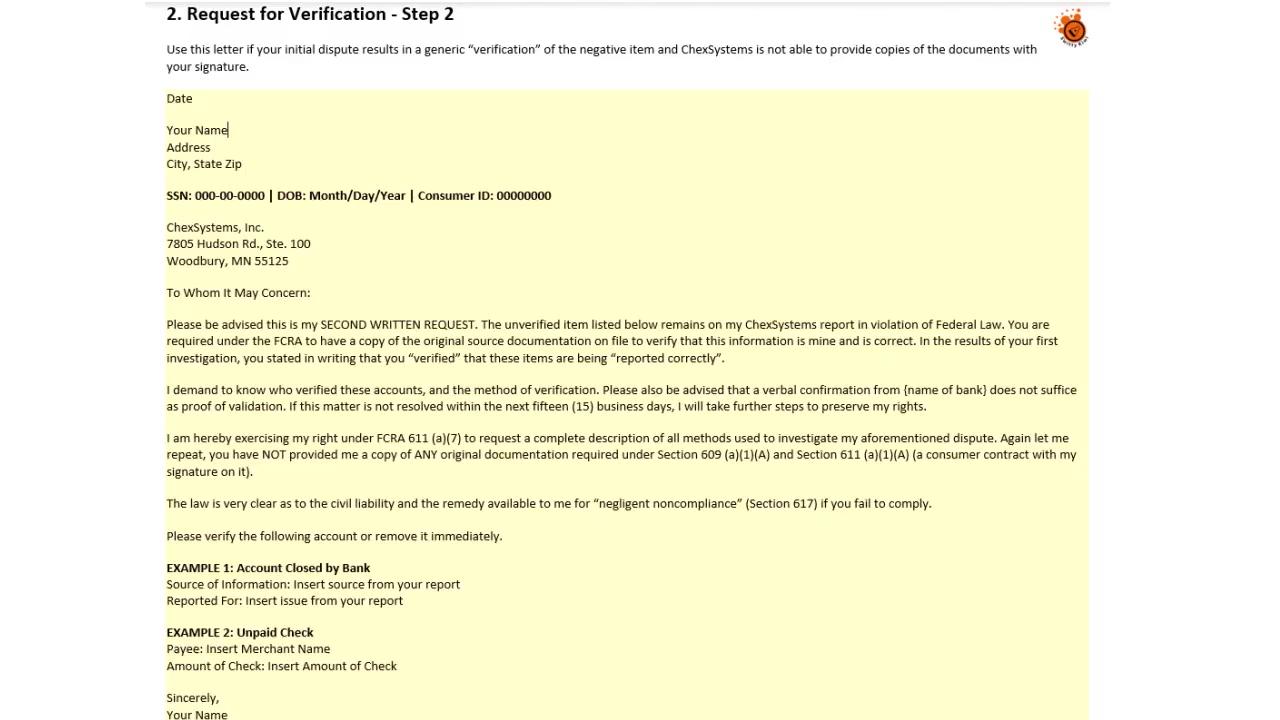 2. Request for Verification - Step 2
Use this letter if your initial dispute results in a generic “verification” of the negative item and ChexSystems is not able to provide copies of the documents with
your signature.
Date
Your Name
Address
City, State Zip
SSN: 000-00-0000 | DOB: Month/Day/Year | Consumer ID: 00000000
ChexSystems, Inc.
7805 Hudson Rd., Ste. 100
Woodbury, MN 55125
To Whom It May Concern:
Please be advised this is my SECOND WRITTEN REQUEST. The unverified item listed below remains on my ChexSystems report in violation of Federal Law. You are
required under the FCRA to have a copy of the original source documentation on file to verify that this information is mine and is correct. In the results of your first
investigation, you stated in writing that you “verified” that these items are being “reported correctly”.
I demand to know who verified these accounts, and the method of verification. Please also be advised that a verbal confirmation from {name of bank} does not suffice
as proof of validation. If this matter is not resolved within the next fifteen (15) business days, I will take further steps to preserve my rights.
I am hereby exercising my right under FCRA 611 (a)(7) to request a complete description of all methods used to investigate my aforementioned dispute. Again let me
repeat, you have NOT provided me a copy of ANY original documentation required under Section 609 (a)(1)(A) and Section 611 (a)(1)(A) (a consumer contract with my
signature on it).
The law is very clear as to the civil liability and the remedy available to me for “negligent noncompliance” (Section 617) if you fail to comply.
Please verify the following account or remove it immediately.
EXAMPLE 1: Account Closed by Bank
Source of Information: Insert source from your report
Reported For: Insert issue from your report
EXAMPLE 2: Unpaid Check
Payee: Insert Merchant Name
Amount of Check: Insert Amount of Check
Sincerely,
Your Name